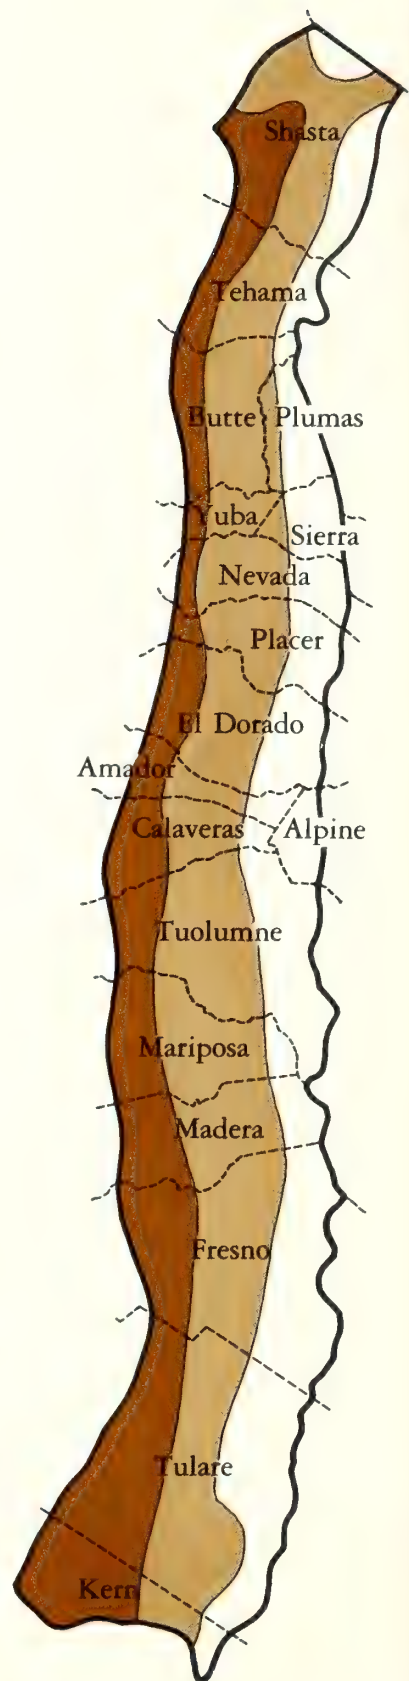 Shasta
Tehama
Butte Plumas
Yuba
Sierra
Nevada
Placer
El Dorado
Amador
Calaveras Alpine
Tuolumne
Mariposa
Madera
Fresno
Tulare
Kern